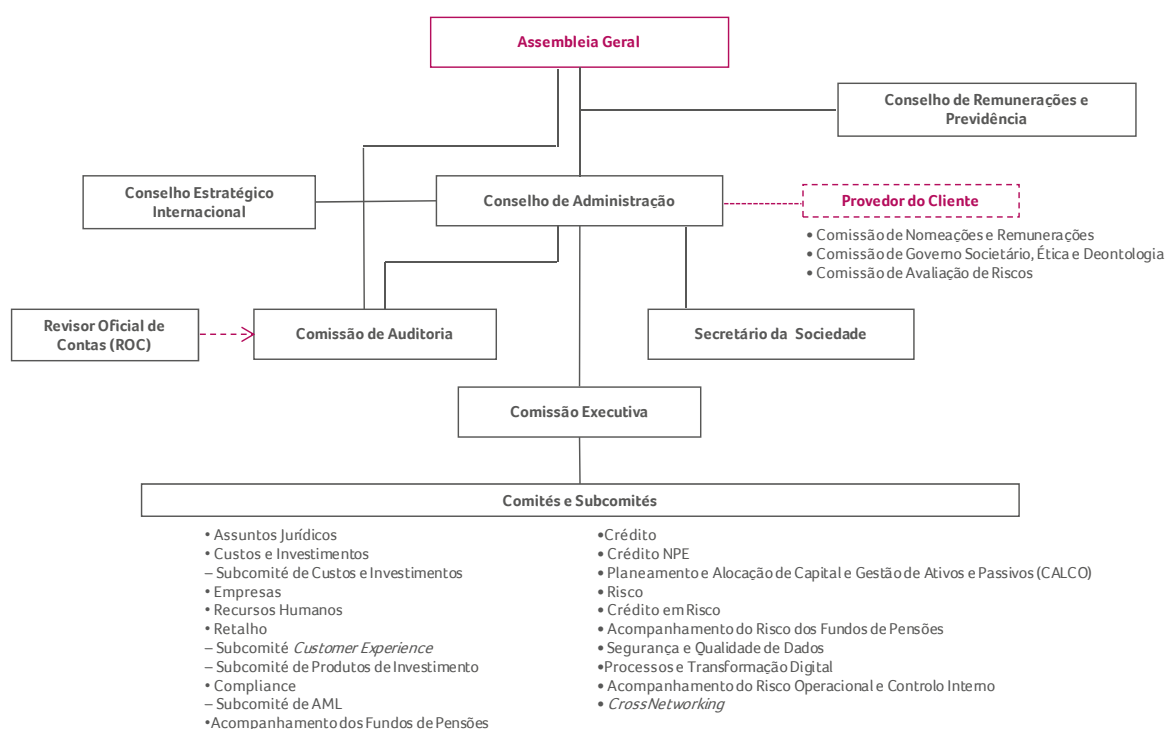 Assembleia Geral
Conselho de Remunerações e
Previdência
Conselho Estratégico
Internacional
Conselho de Administração
Provedor do Cliente
• Comissão de Nomeações e Remunerações
• Comissão de Governo Societário, Ética e Deontologia
• Comissão de Avaliação de Riscos
Revisor Oficial de
Contas (ROC)
Comissão de Auditoria
Secretário da Sociedade
Comissão Executiva
Comités e Subcomités
• Assuntos Jurídicos
• Custos e Investimentos
– Subcomité de Custos e Investimentos
• Empresas
• Recursos Humanos
• Retalho
– Subcomité Customer Experience
– Subcomité de Produtos de Investimento
• Compliance
– Subcomité de AML
•Acompanhamento dos Fundos de Pensões
•Crédito
• Crédito NPE
• Planeamento e Alocação de Capital e Gestão de Ativos e Passivos (CALCO)
• Risco
• Crédito em Risco
• Acompanhamento do Risco dos Fundos de Pensões
• Segurança e Qualidade de Dados
•Processos e Transformação Digital
• Acompanhamento do Risco Operacional e Controlo Interno
• CrossNetworking